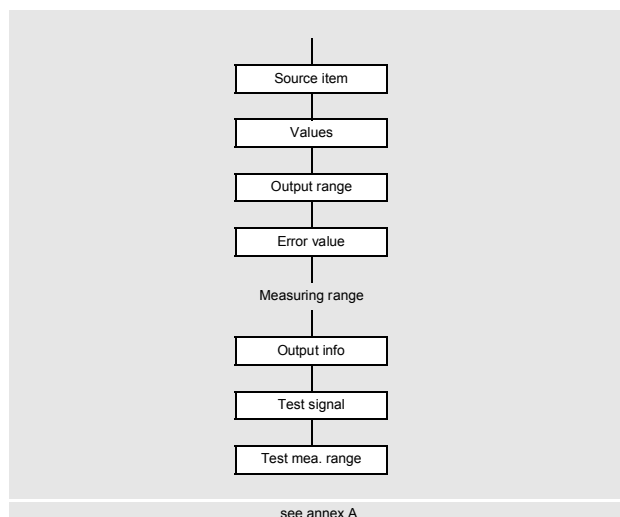 Source item
Values
Output range
Error value
Measuring range
Output info
Test signal
Test mea. range
see annex A